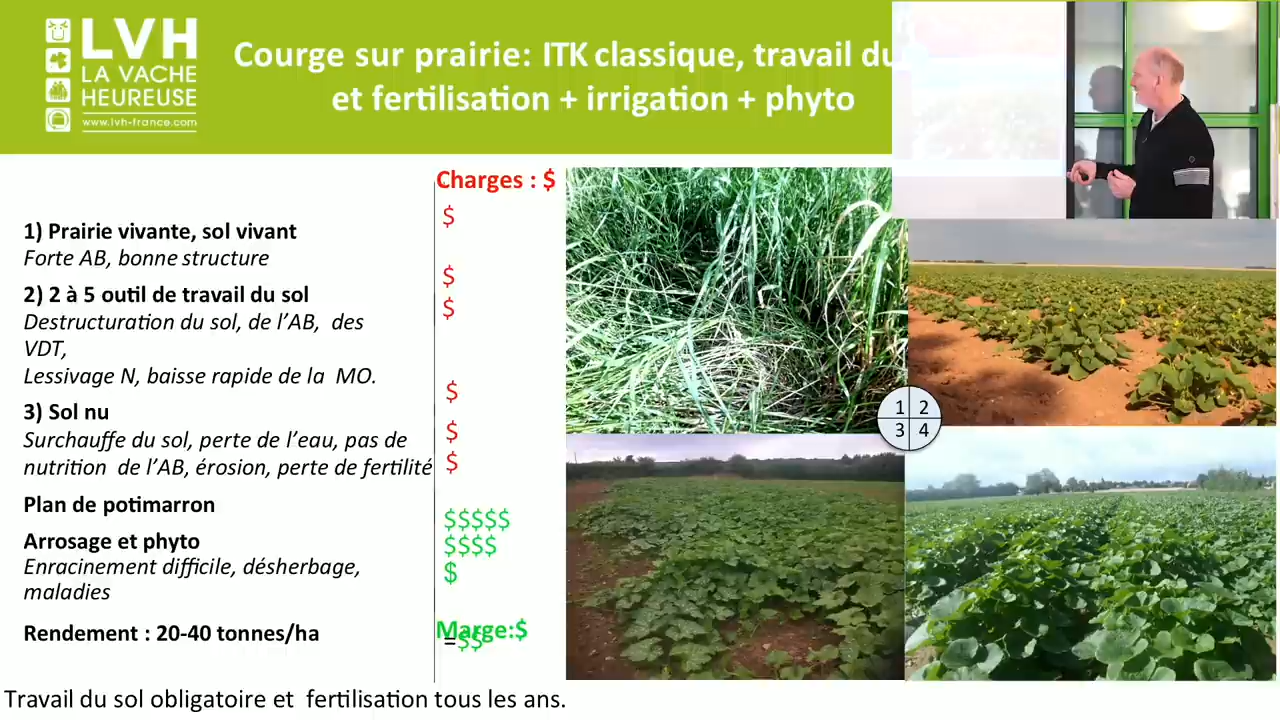 LVH
LA VACHE
HEUREUSE
www.lvh-france.com
Courge sur prairie: ITK classique, travail du
et fertilisation + irrigation + phyto
Charges : $
$
1) Prairie vivante, sol vivant
Forte AB, bonne structure
$
2) 2 à 5 outil de travail du sol
$
Destructuration du sol, de l'AB, des
VDT,
Lessivage N, baisse rapide de la MO.
$
3) Sol nu
Surchauffe du sol, perte de l'eau, pas de
$
nutrition de l'AB, érosion, perte de fertilité
$
Plan de potimarron
$$$$$
Arrosage et phyto
$$$$
Enracinement difficile, désherbage,
$
maladies
Rendement : 20-40 tonnes/ha
Marge:$
=$$
1 2
3 4
Travail du sol obligatoire et fertilisation tous les ans.